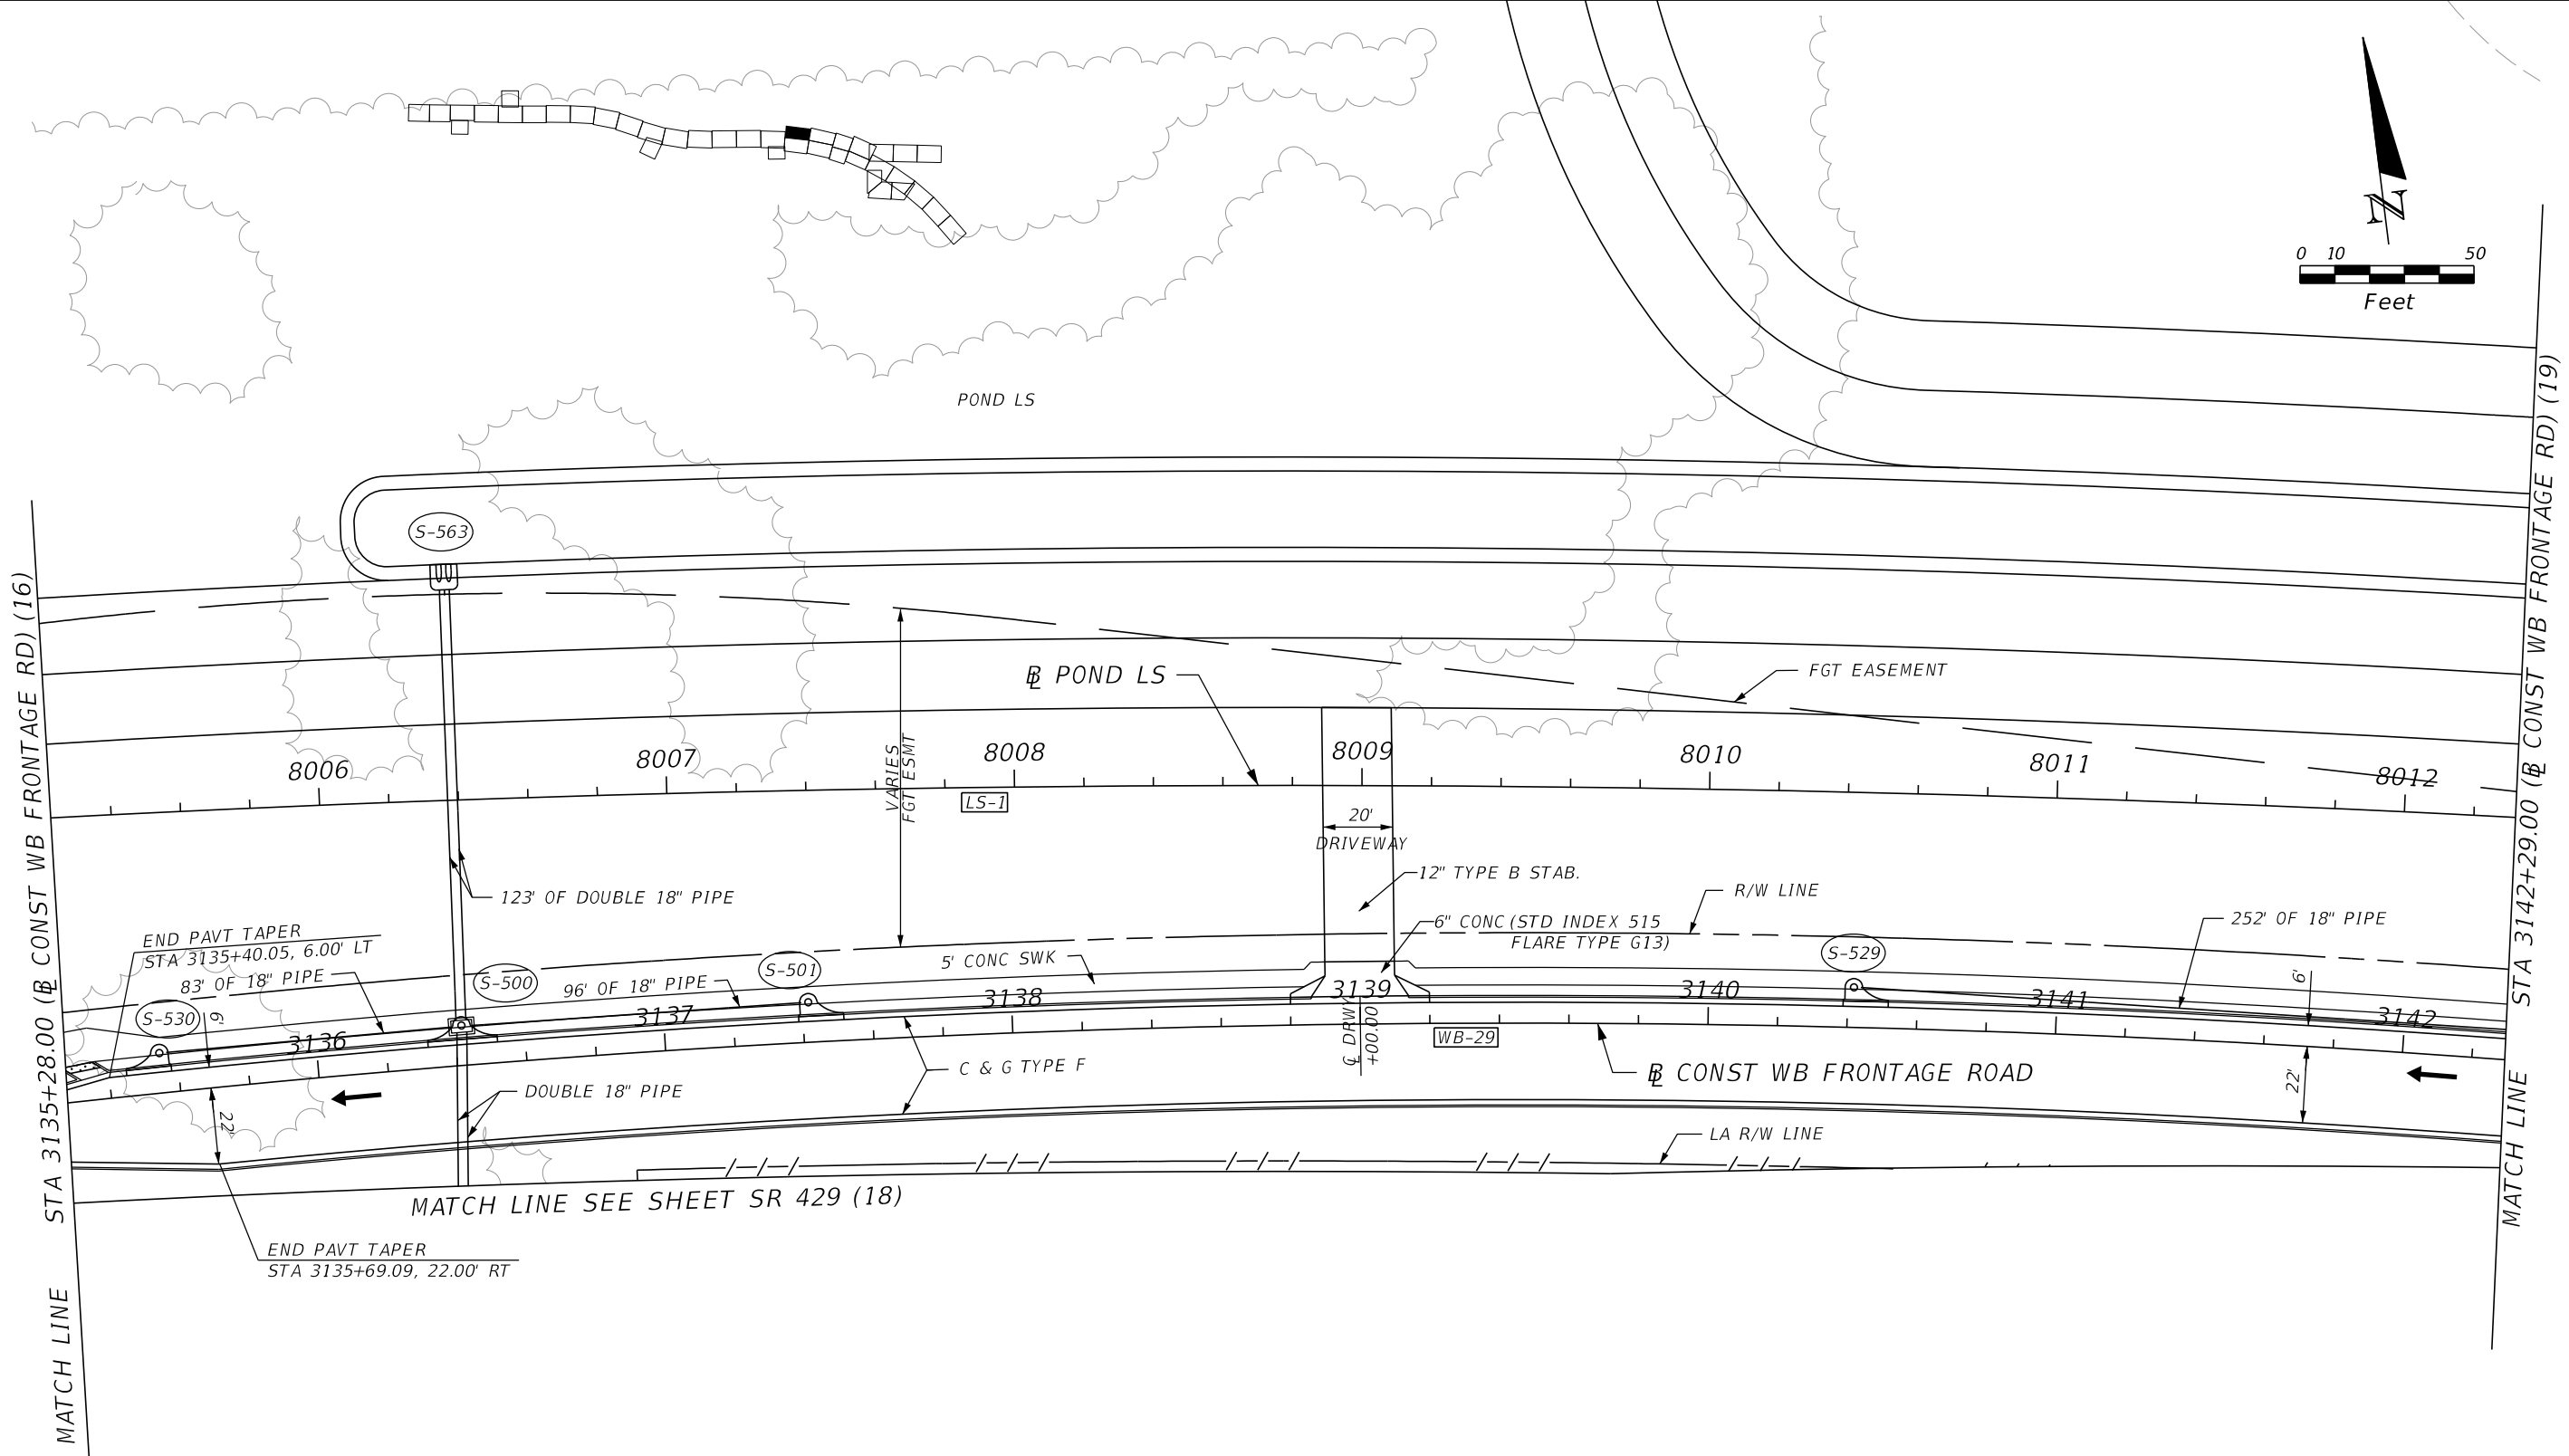 N
0 10 50
Feet
POND LS
S-563
℄ POND LS
FGT EASEMENT
8006 8007 8008 8009 8010 8011 8012
VARIES
FGT ESMT
LS-1
20'
DRIVEWAY
12" TYPE B STAB.
123' OF DOUBLE 18" PIPE
R/W LINE
6" CONC (STD INDEX 515
FLARE TYPE G13)
252' OF 18" PIPE
END PAVT TAPER
STA 3135+40.05, 6.00' LT
83' OF 18" PIPE
S-500
96' OF 18" PIPE
S-501
5' CONC SWK
S-529
S-530
6'
6'
3136 3137 3138 3139 3140 3141 3142
℄ DRWY
+00.00
WB-29
C & G TYPE F
℄ CONST WB FRONTAGE ROAD
DOUBLE 18" PIPE
22'
22'
LA R/W LINE
MATCH LINE SEE SHEET SR 429 (18)
END PAVT TAPER
STA 3135+69.09, 22.00' RT
MATCH LINE STA 3135+28.00 (℄ CONST WB FRONTAGE RD) (16)
MATCH LINE STA 3142+29.00 (℄ CONST WB FRONTAGE RD) (19)